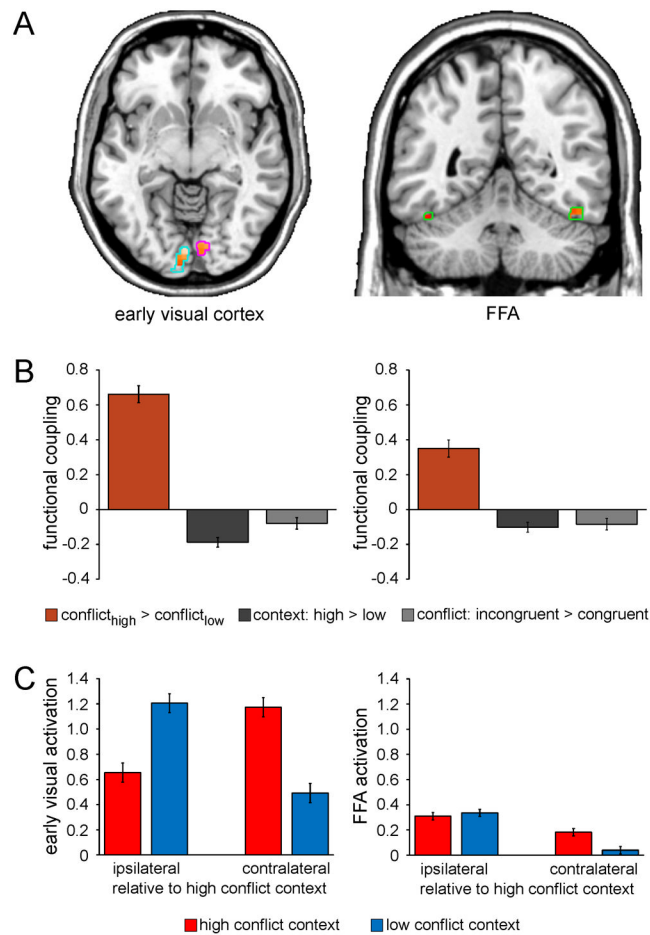 A
early visual cortex
FFA
B
functional coupling
0.8
0.6
0.4
0.2
0
-0.2
-0.4
functional coupling
0.8
0.6
0.4
0.2
0
-0.2
-0.4
conflicthigh > conflictlow
context: high > low
conflict: incongruent > congruent
C
early visual activation
1.4
1.2
1.0
0.8
0.6
0.4
0.2
0
ipsilateral
contralateral
relative to high conflict context
FFA activation
1.4
1.2
1.0
0.8
0.6
0.4
0.2
0
ipsilateral
contralateral
relative to high conflict context
high conflict context
low conflict context